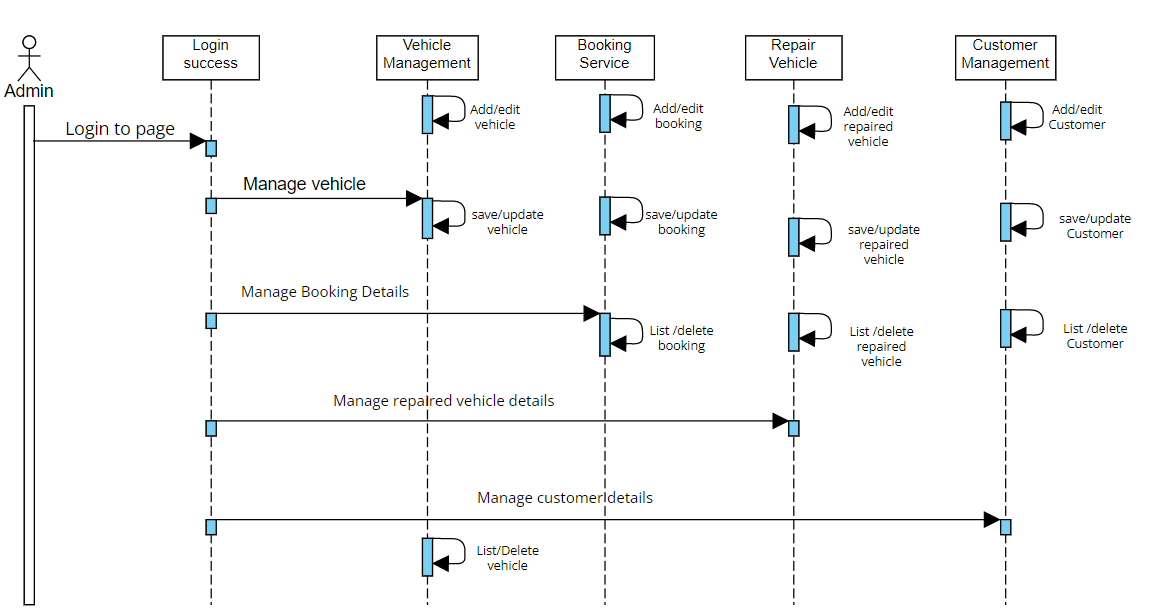 Login
success
Vehicle
Management
Booking
Service
Repair
Vehicle
Customer
Management
Admin
Add/edit
vehicle
Add/edit
booking
Add/edit
repaired
vehicle
Add/edit
Customer
Login to page
Manage vehicle
save/update
vehicle
save/update
booking
save/update
repaired
vehicle
save/update
Customer
Manage Booking Details
List /delete
booking
List /delete
repaired
vehicle
List /delete
Customer
Manage repaired vehicle details
Manage customer details
List/Delete
vehicle